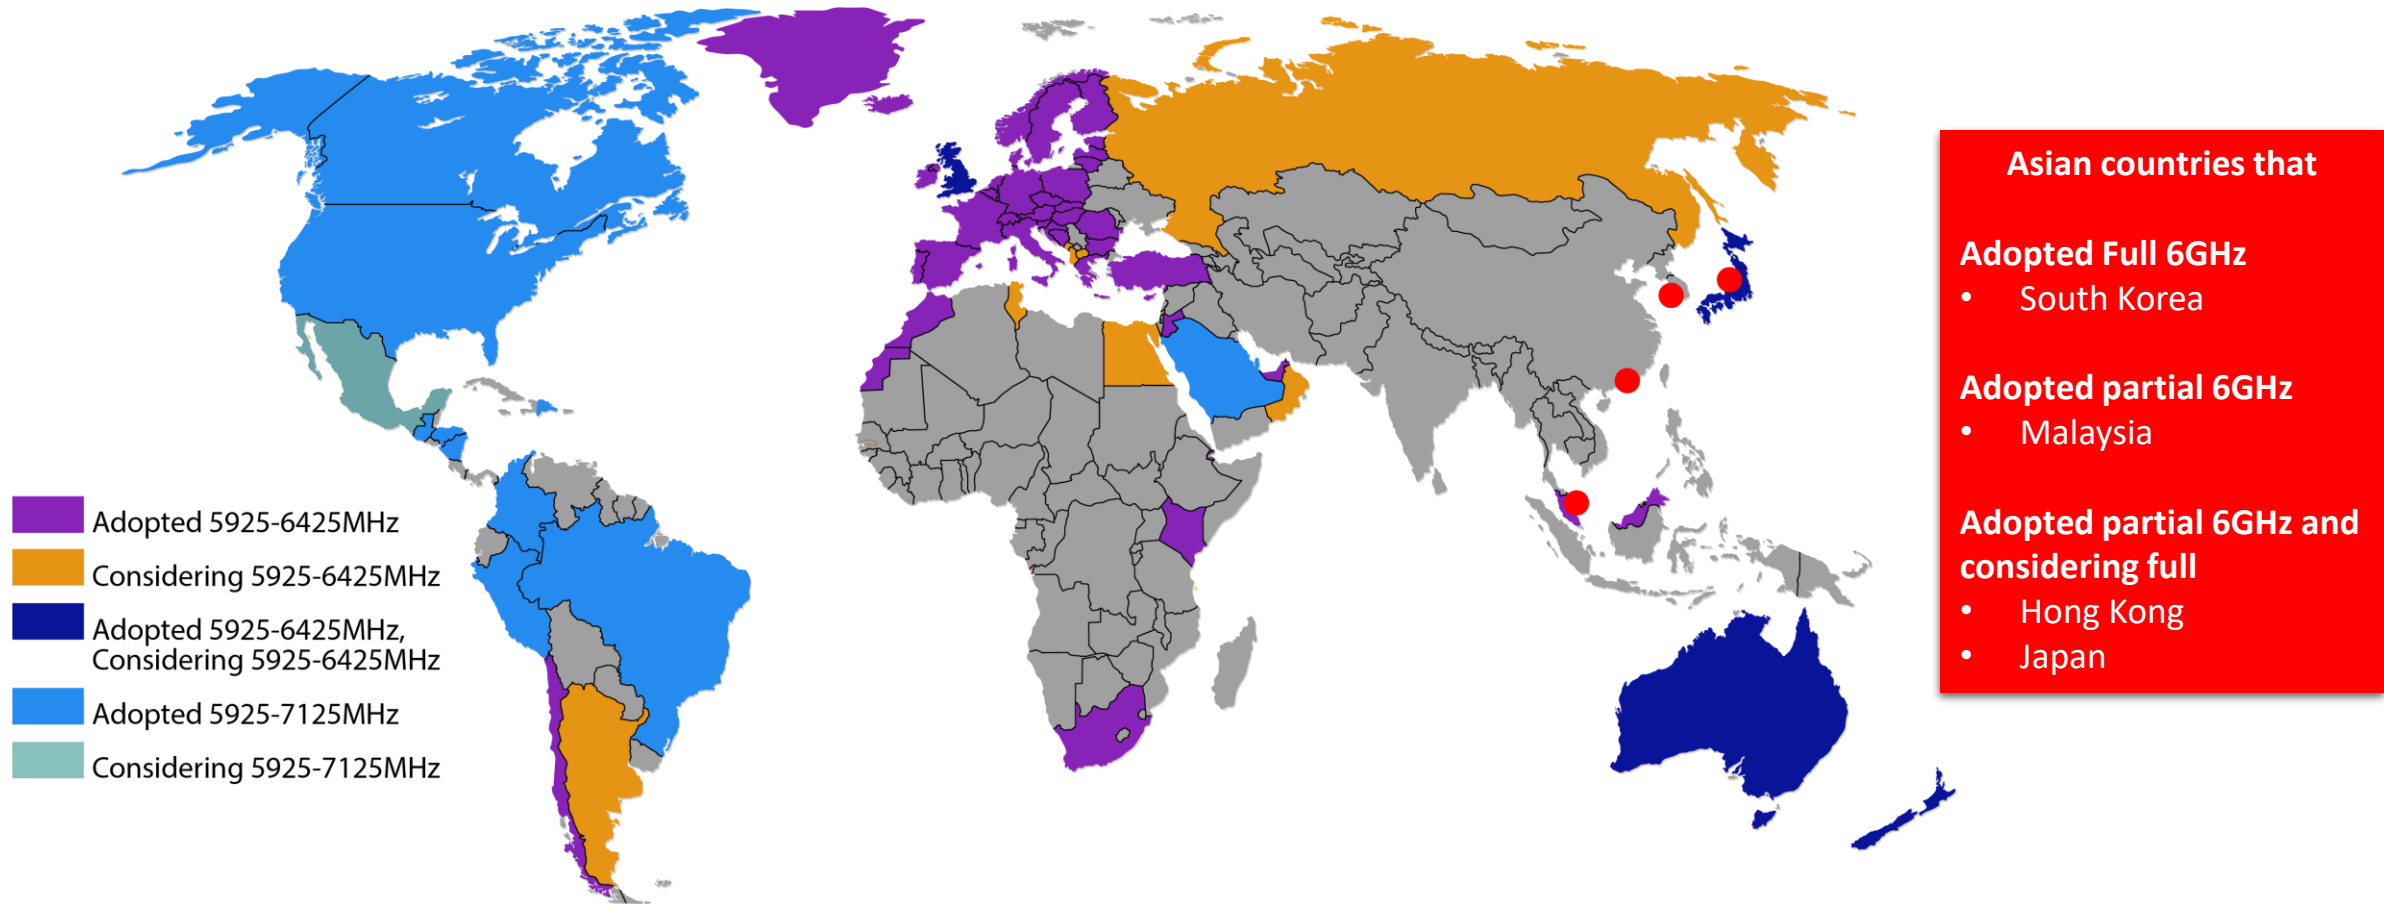 Adopted 5925-6425MHz
Considering 5925-6425MHz
Adopted 5925-6425MHz,
Considering 5925-6425MHz
Adopted 5925-7125MHz
Considering 5925-7125MHz
Asian countries that
Adopted Full 6GHz
• South Korea
Adopted partial 6GHz
• Malaysia
Adopted partial 6GHz and
considering full
• Hong Kong
• Japan